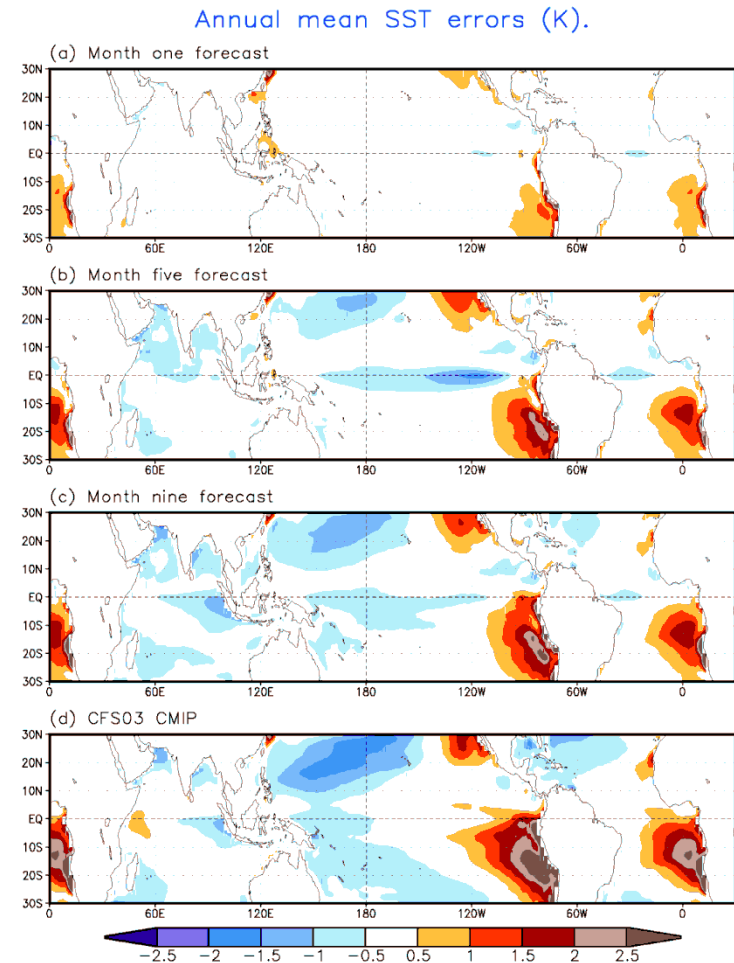 Annual mean SST errors (K).
(a) Month one forecast
30N
20N
10N
EQ
10S
20S
30S
60E 120E 180 120W 60W 0
(b) Month five forecast
30N
20N
10N
EQ
10S
20S
30S
60E 120E 180 120W 60W 0
(c) Month nine forecast
30N
20N
10N
EQ
10S
20S
30S
60E 120E 180 120W 60W 0
(d) CFS03 CMIP
30N
20N
10N
EQ
10S
20S
30S
60E 120E 180 120W 60W 0
−2.5 −2 −1.5 −1 −0.5 0.5 1 1.5 2 2.5